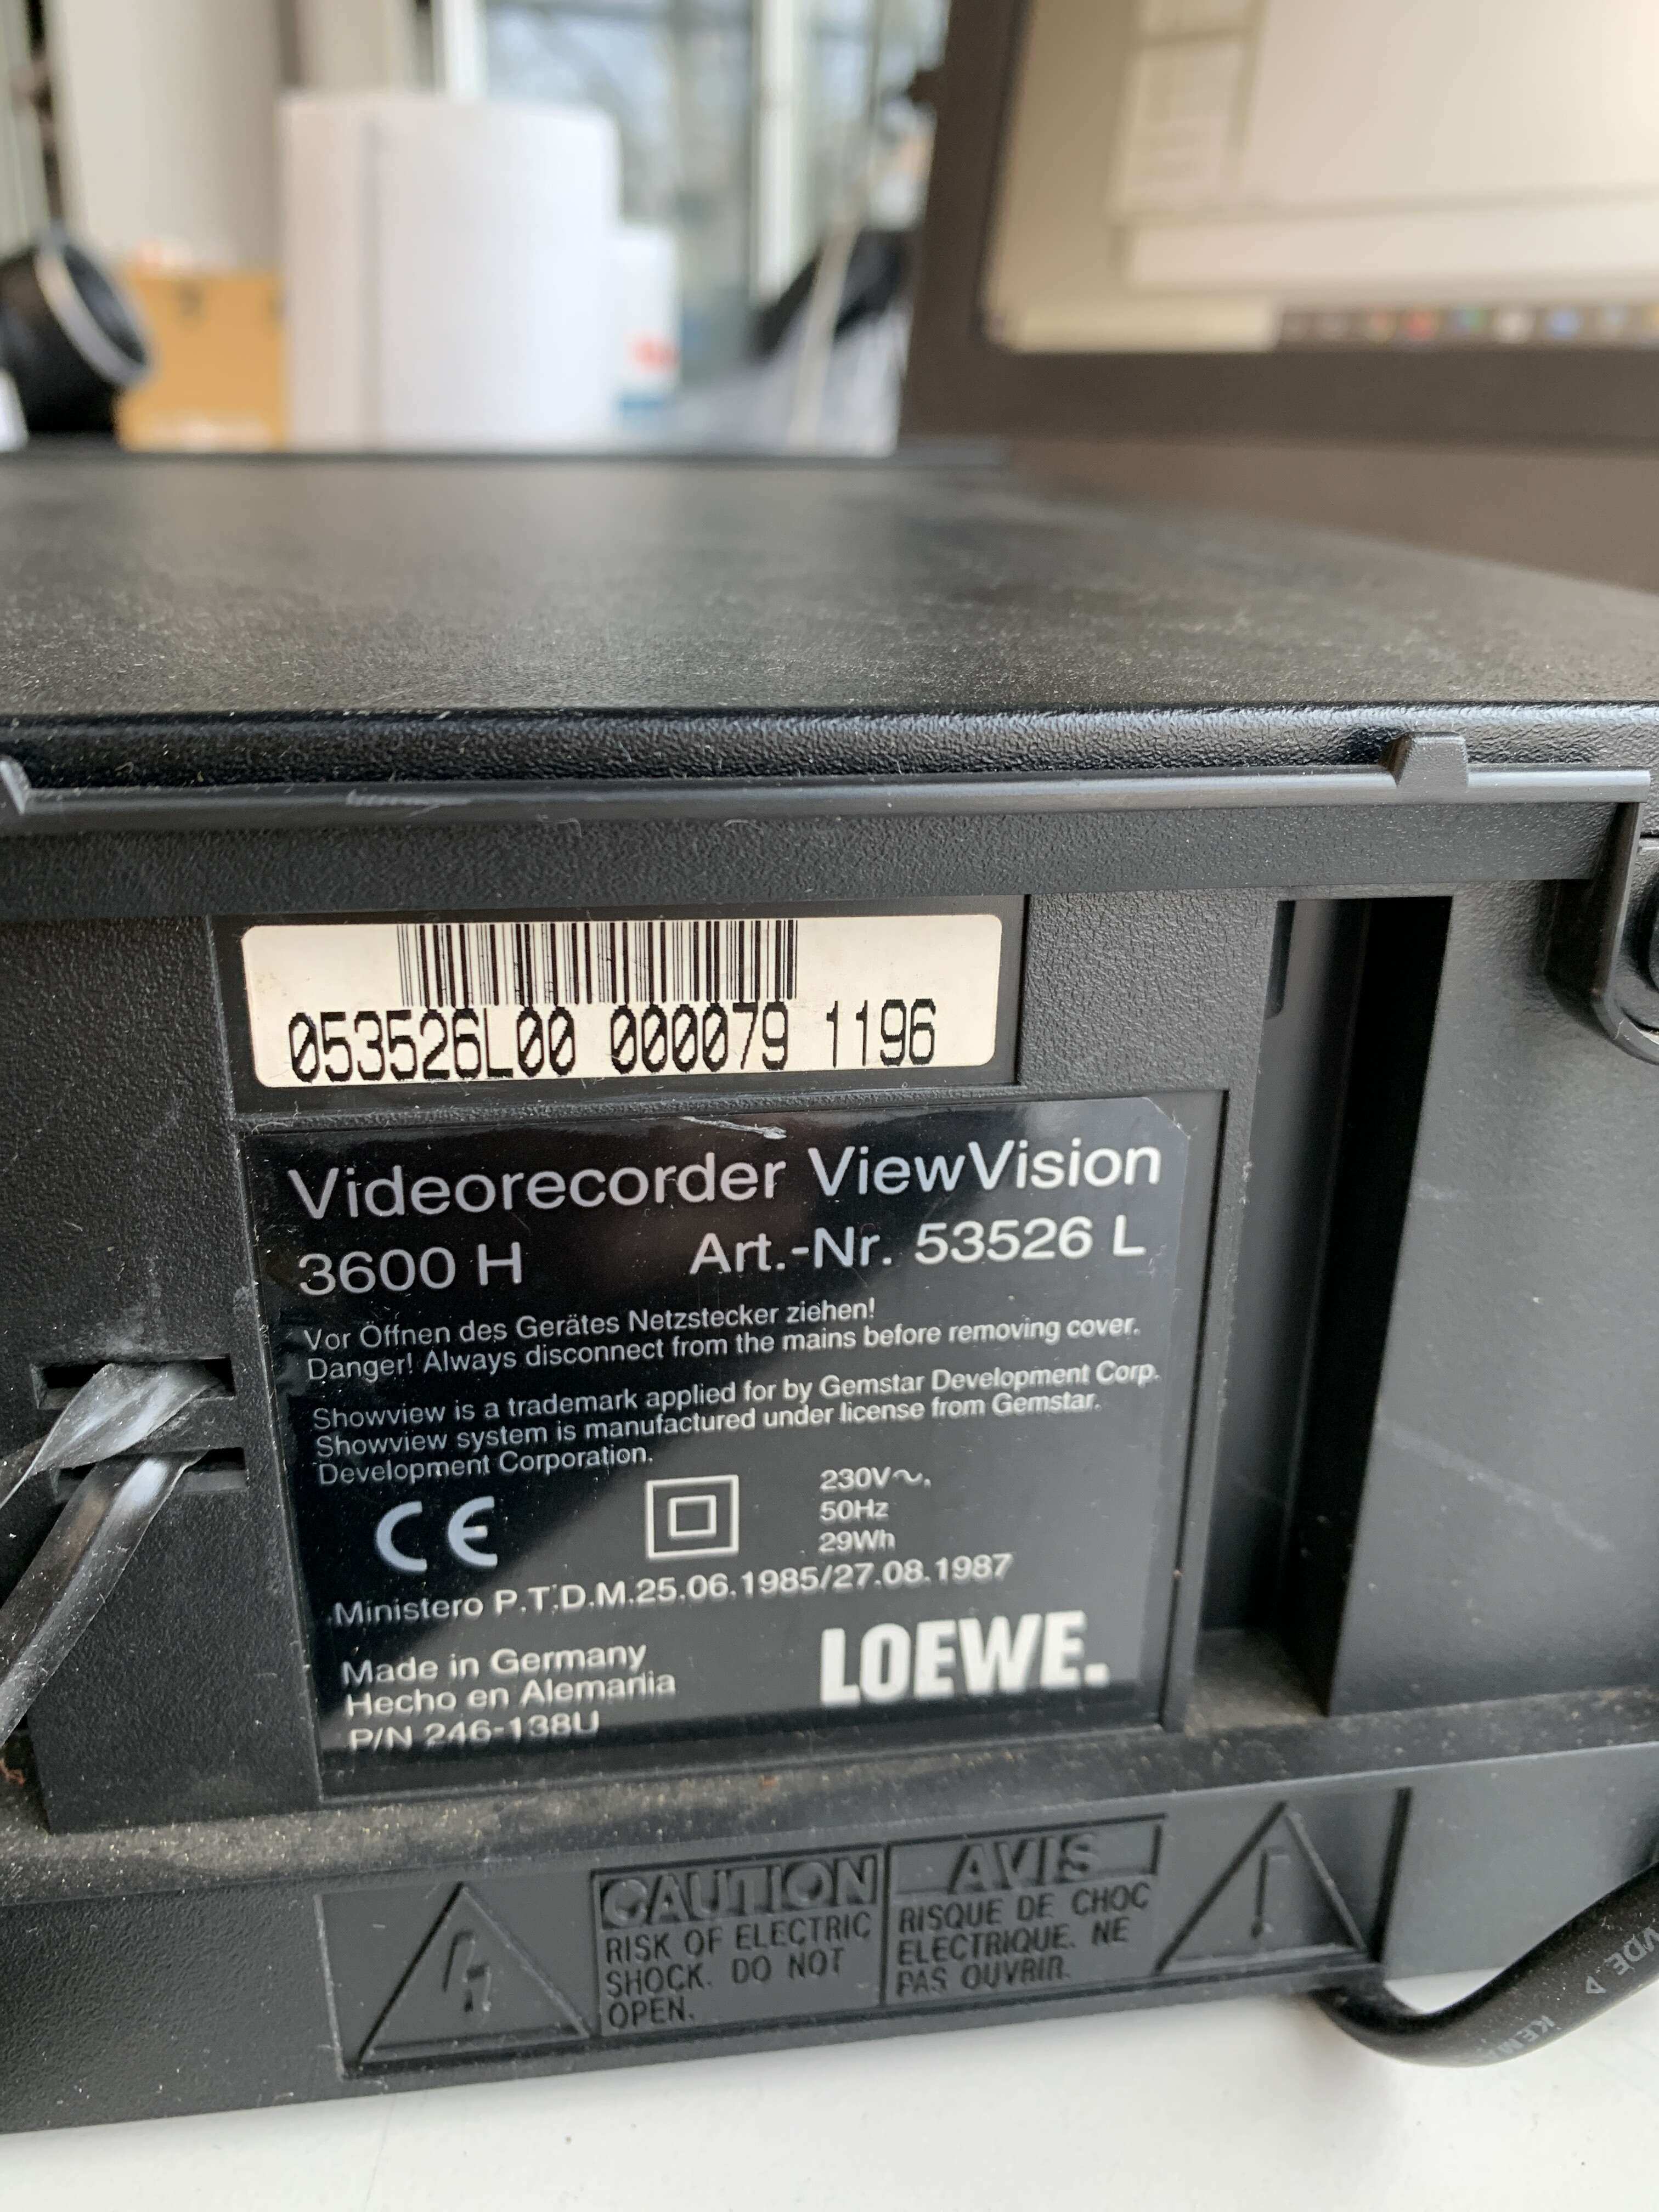 053526L00 000079 1196
Videorecorder ViewVision
3600 H Art.-Nr. 53526 L
Vor Öffnen des Gerätes Netzstecker ziehen!
Danger! Always disconnect from the mains before removing cover.
Showview is a trademark applied for by Gemstar Development Corp.
Showview system is manufactured under license from Gemstar.
Development Corporation.
CE
230V~,
50Hz
29Wh
Ministero P.T.D.M.25.06.1985/27.08.1987
Made in Germany
Hecho en Alemania
P/N 246-138U
LOEWE.
CAUTION
RISK OF ELECTRIC
SHOCK. DO NOT
OPEN.
AVIS
RISQUE DE CHOC
ELECTRIQUE. NE
PAS OUVRIR.
VDE